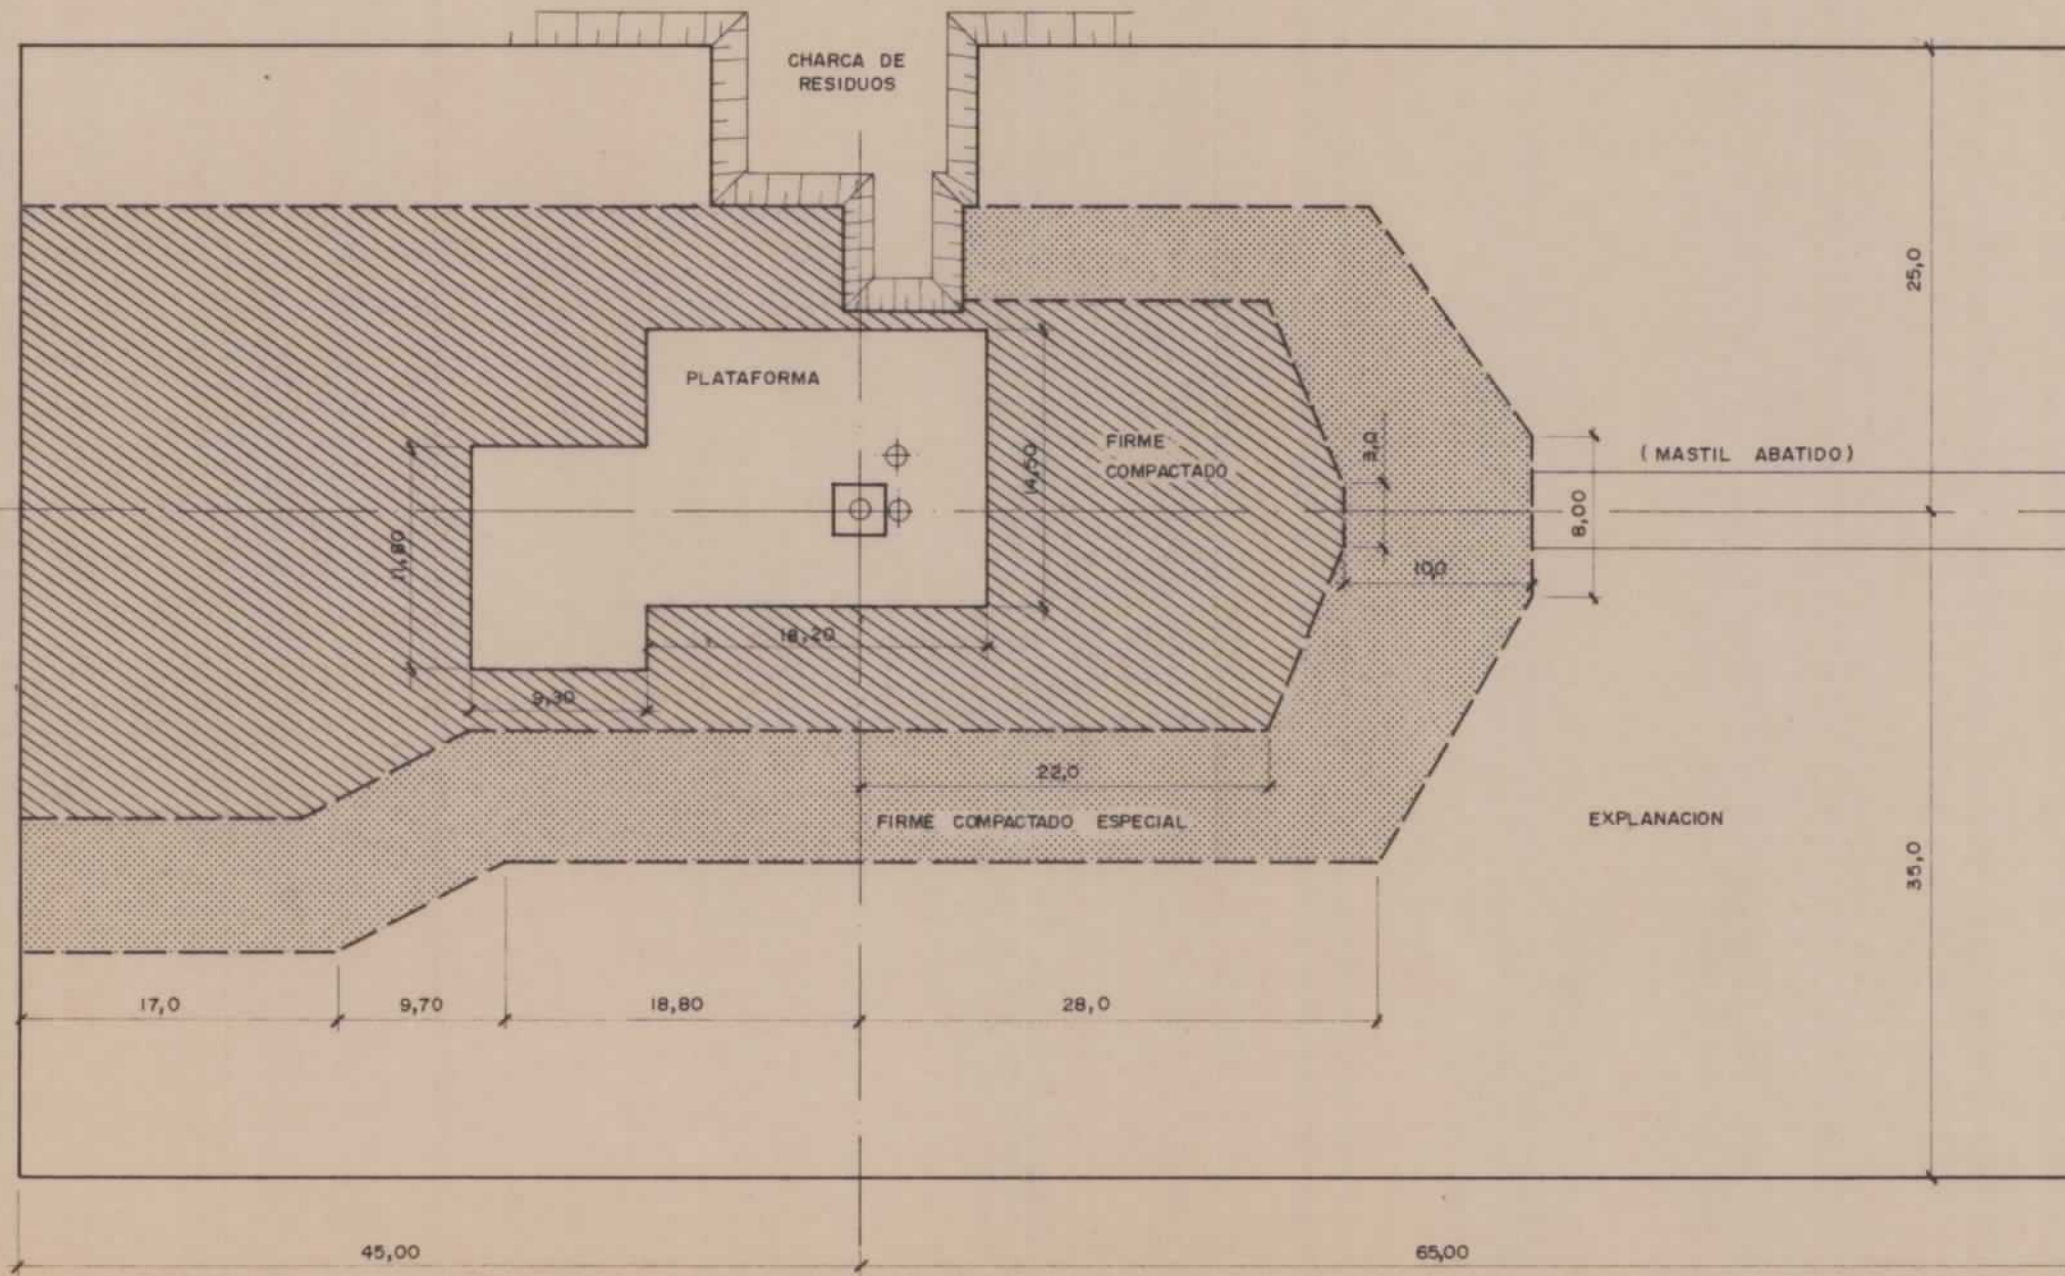 CHARCA DE
RESIDUOS
25,0
PLATAFORMA
FIRME
COMPACTADO
14,50
3,0
(MASTIL ABATIDO)
8,00
11,80
10,0
18,20
9,30
22,0
FIRME COMPACTADO ESPECIAL
EXPLANACION
35,0
17,0
9,70
18,80
28,0
45,00
65,00